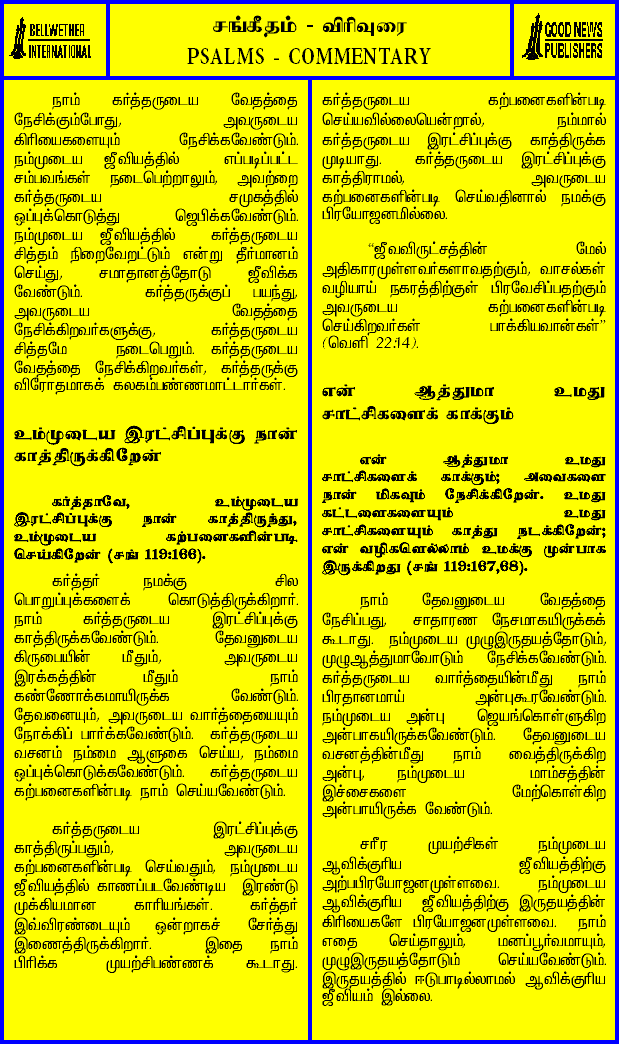 BELLWETHER
INTERNATIONAL
சங்கீதம் - விரிவுரை
PSALMS - COMMENTARY
GOOD NEWS
PUBLISHERS
நாம் கர்த்தருடைய வேதத்தை
நேசிக்கும்போது, அவருடைய
கிரியைகளையும் நேசிக்கவேண்டும்.
நம்முடைய ஜீவியத்தில் எப்படிப்பட்ட
சம்பவங்கள் நடைபெற்றாலும், அவற்றை
கர்த்தருடைய சமுகத்தில்
ஒப்புக்கொடுத்து ஜெபிக்கவேண்டும்.
நம்முடைய ஜீவியத்தில் கர்த்தருடைய
சித்தம் நிறைவேறட்டும் என்று தீர்மானம்
செய்து, சமாதானத்தோடு ஜீவிக்க
வேண்டும். கர்த்தருக்குப் பயந்து,
அவருடைய வேதத்தை
நேசிக்கிறவர்களுக்கு, கர்த்தருடைய
சித்தமே நடைபெறும். கர்த்தருடைய
வேதத்தை நேசிக்கிறவர்கள், கர்த்தருக்கு
விரோதமாகக் கலகம்பண்ணமாட்டார்கள்.
உம்முடைய இரட்சிப்புக்கு நான்
காத்திருக்கிறேன்
கர்த்தாவே, உம்முடைய
இரட்சிப்புக்கு நான் காத்திருந்து,
உம்முடைய கற்பனைகளின்படி
செய்கிறேன் (சங் 119:166).
கர்த்தர் நமக்கு சில
பொறுப்புக்களைக் கொடுத்திருக்கிறார்.
நாம் கர்த்தருடைய இரட்சிப்புக்கு
காத்திருக்கவேண்டும். தேவனுடைய
கிருபையின் மீதும், அவருடைய
இரக்கத்தின் மீதும் நாம்
கண்ணோக்கமாயிருக்க வேண்டும்.
தேவனையும், அவருடைய வார்த்தையையும்
நோக்கிப் பார்க்கவேண்டும். கர்த்தருடைய
வசனம் நம்மை ஆளுகை செய்ய, நம்மை
ஒப்புக்கொடுக்கவேண்டும். கர்த்தருடைய
கற்பனைகளின்படி நாம் செய்யவேண்டும்.
கர்த்தருடைய இரட்சிப்புக்கு
காத்திருப்பதும், அவருடைய
கற்பனைகளின்படி செய்வதும், நம்முடைய
ஜீவியத்தில் காணப்படவேண்டிய இரண்டு
முக்கியமான காரியங்கள். கர்த்தர்
இவ்விரண்டையும் ஒன்றாகச் சேர்த்து
இணைத்திருக்கிறார். இதை நாம்
பிரிக்க முயற்சிபண்ணக் கூடாது.
கர்த்தருடைய கற்பனைகளின்படி
செய்யவில்லையென்றால், நம்மால்
கர்த்தருடைய இரட்சிப்புக்கு காத்திருக்க
முடியாது. கர்த்தருடைய இரட்சிப்புக்கு
காத்திராமல், அவருடைய
கற்பனைகளின்படி செய்வதினால் நமக்கு
பிரயோஜனமில்லை.
“ஜீவவிருட்சத்தின் மேல்
அதிகாரமுள்ளவர்களாவதற்கும், வாசல்கள்
வழியாய் நகரத்திற்குள் பிரவேசிப்பதற்கும்
அவருடைய கற்பனைகளின்படி
செய்கிறவர்கள் பாக்கியவான்கள்”
(வெளி 22:14).
என் ஆத்துமா உமது
சாட்சிகளைக் காக்கும்
என் ஆத்துமா உமது
சாட்சிகளைக் காக்கும்; அவைகளை
நான் மிகவும் நேசிக்கிறேன். உமது
கட்டளைகளையும் உமது
சாட்சிகளையும் காத்து நடக்கிறேன்;
என் வழிகளெல்லாம் உமக்கு முன்பாக
இருக்கிறது (சங் 119:167,68).
நாம் தேவனுடைய வேதத்தை
நேசிப்பது, சாதாரண நேசமாகயிருக்கக்
கூடாது. நம்முடைய முழுஇருதயத்தோடும்,
முழுஆத்துமாவோடும் நேசிக்கவேண்டும்.
கர்த்தருடைய வார்த்தையின்மீது நாம்
பிரதானமாய் அன்புகூரவேண்டும்.
நம்முடைய அன்பு ஜெயங்கொள்ளுகிற
அன்பாகயிருக்கவேண்டும். தேவனுடைய
வசனத்தின்மீது நாம் வைத்திருக்கிற
அன்பு, நம்முடைய மாம்சத்தின்
இச்சைகளை மேற்கொள்கிற
அன்பாயிருக்க வேண்டும்.
சரீர முயற்சிகள் நம்முடைய
ஆவிக்குரிய ஜீவியத்திற்கு
அற்பபிரயோஜனமுள்ளவை. நம்முடைய
ஆவிக்குரிய ஜீவியத்திற்கு இருதயத்தின்
கிரியைகளே பிரயோஜனமுள்ளவை. நாம்
எதை செய்தாலும், மனப்பூர்வமாயும்,
முழுஇருதயத்தோடும் செய்யவேண்டும்.
இருதயத்தில் ஈடுபாடில்லாமல் ஆவிக்குரிய
ஜீவியம் இல்லை.